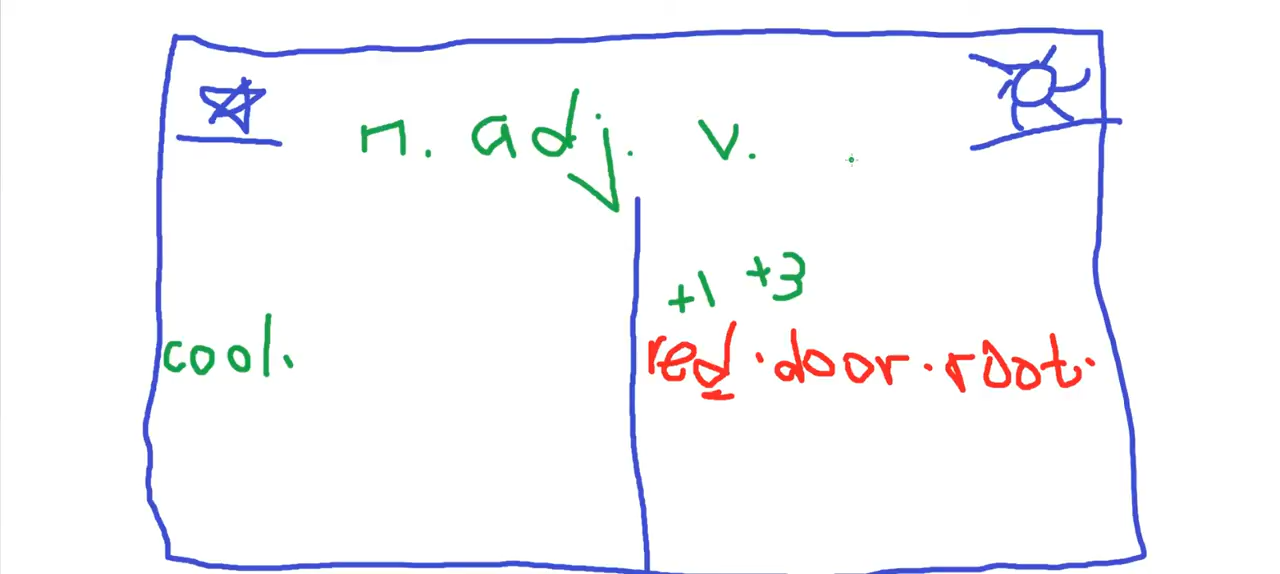 n. adj. v.
+1 +3
cool.
red . door . root .